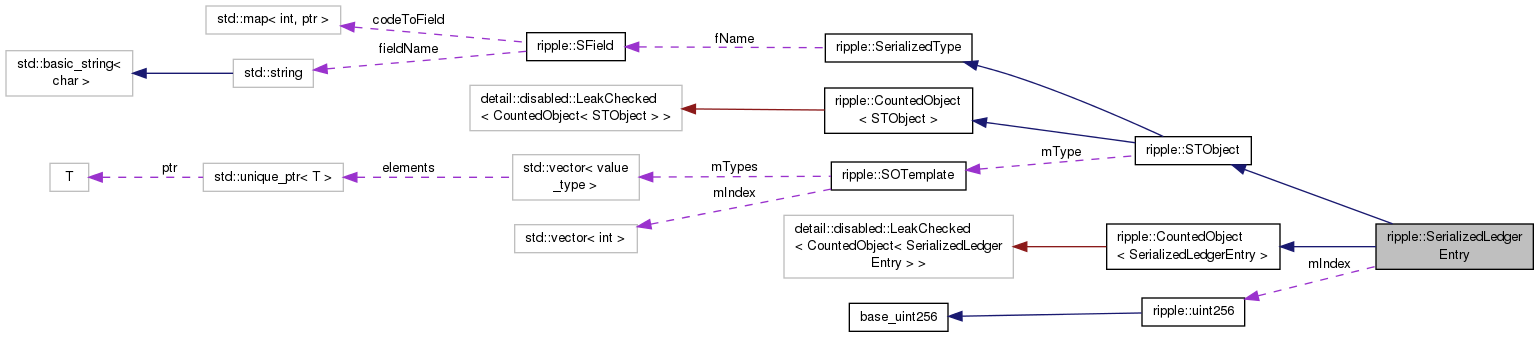 std::map< int, ptr >
codeToField
ripple::SField
fName
ripple::SerializedType
fieldName
std::basic_string<
char >
std::string
detail::disabled::LeakChecked
< CountedObject< STObject > >
ripple::CountedObject
< STObject >
ripple::STObject
mType
T
ptr
std::unique_ptr< T >
elements
std::vector< value
_type >
mTypes
ripple::SOTemplate
mIndex
std::vector< int >
detail::disabled::LeakChecked
< CountedObject< SerializedLedger
Entry > >
ripple::CountedObject
< SerializedLedgerEntry >
ripple::SerializedLedger
Entry
mIndex
base_uint256
ripple::uint256